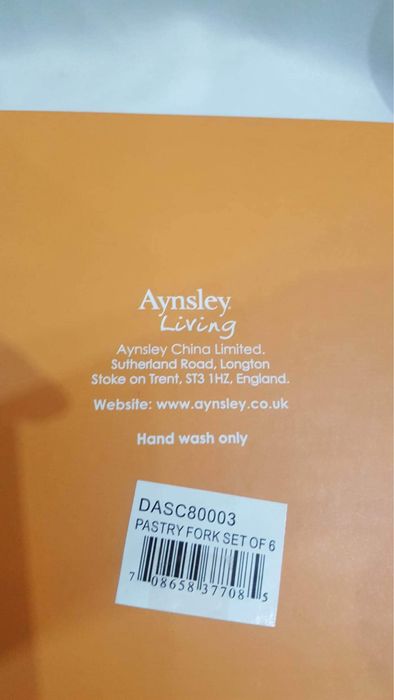 Aynsley
Living
Aynsley China Limited.
Sutherland Road, Longton
Stoke on Trent, ST3 1HZ, England.
Website: www.aynsley.co.uk
Hand wash only
DASC80003
PASTRY FORK SET OF 6
7 08658 37708 5